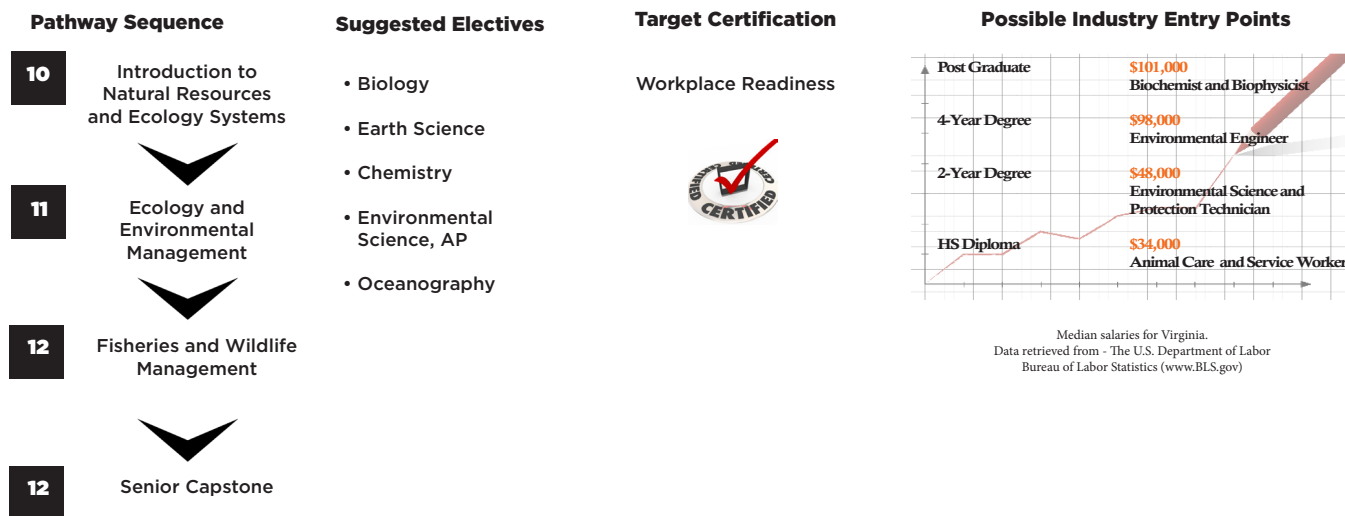 Pathway Sequence
10
Introduction to
Natural Resources
and Ecology Systems
11
Ecology and
Environmental
Management
12
Fisheries and Wildlife
Management
12
Senior Capstone
Suggested Electives
• Biology
• Earth Science
• Chemistry
• Environmental
Science, AP
• Oceanography
Target Certification
Workplace Readiness
CERTIFIED
CERTIFIED
CERTIFIED
Possible Industry Entry Points
Post Graduate
$101,000
Biochemist and Biophysicist
4-Year Degree
$98,000
Environmental Engineer
2-Year Degree
$48,000
Environmental Science and
Protection Technician
HS Diploma
$34,000
Animal Care and Service Worker
Median salaries for Virginia.
Data retrieved from - The U.S. Department of Labor
Bureau of Labor Statistics (www.BLS.gov)